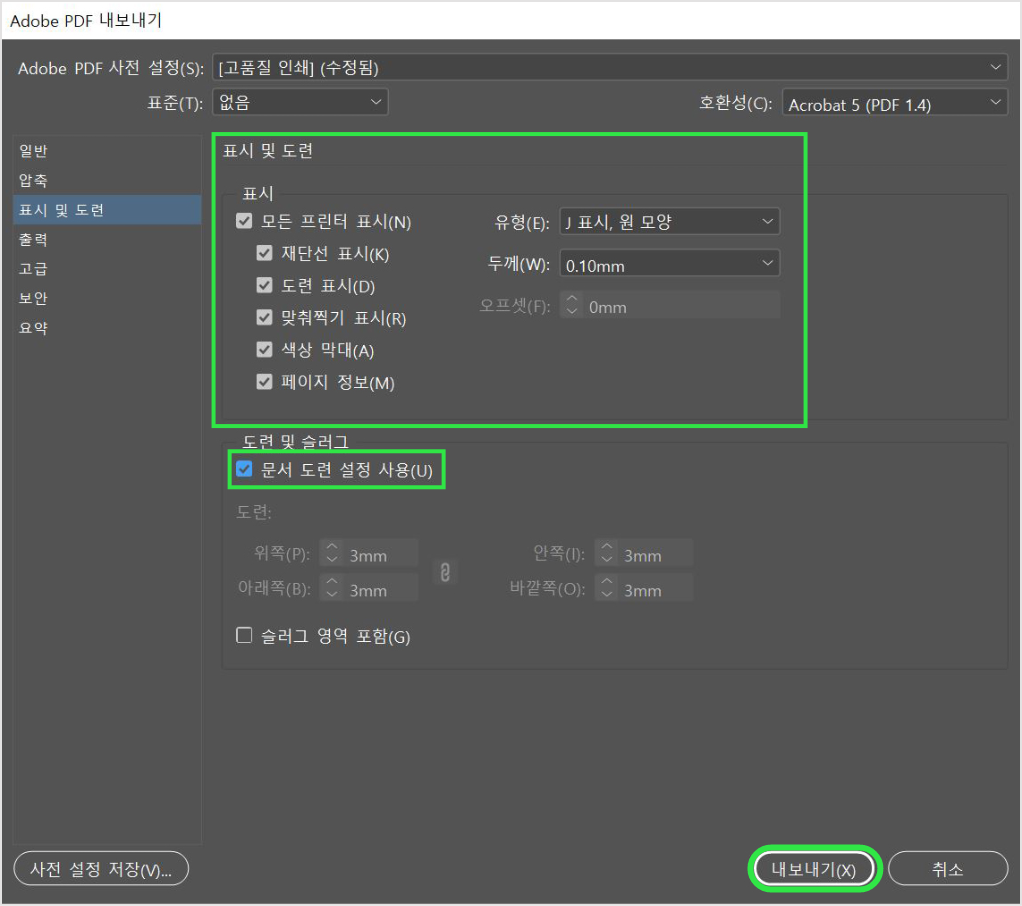 Adobe PDF 내보내기
Adobe PDF 사전 설정(S): [고품질 인쇄] (수정됨)
표준(T): 없음 호환성(C): Acrobat 5 (PDF 1.4)
일반
압축
표시 및 도련
출력
고급
보안
요약
표시 및 도련
표시
모든 프린터 표시(N) 유형(E): J 표시, 원 모양
재단선 표시(K) 두께(W): 0.10mm
도련 표시(D) 오프셋(F): 0mm
맞춰찍기 표시(R)
색상 막대(A)
페이지 정보(M)
도련 및 슬러그
문서 도련 설정 사용(U)
도련:
위쪽(P): 3mm 안쪽(I): 3mm
아래쪽(B): 3mm 바깥쪽(O): 3mm
슬러그 영역 포함(G)
사전 설정 저장(V)... 내보내기(X) 취소